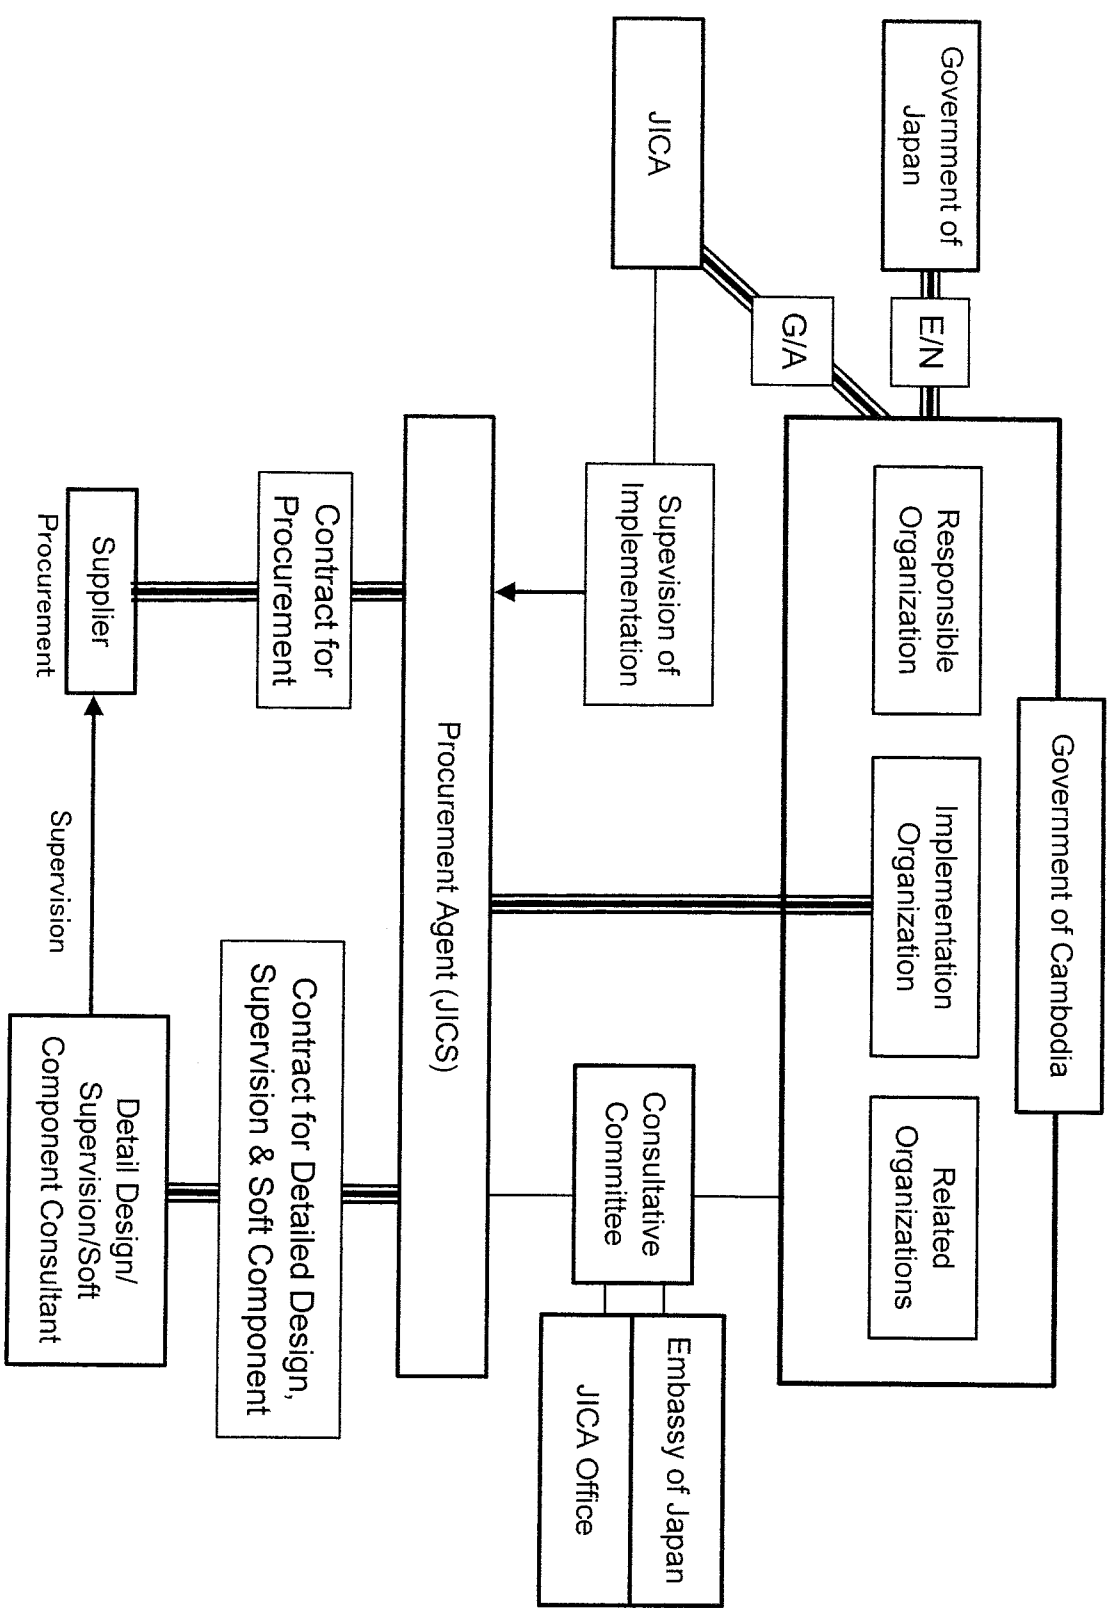 Government of Cambodia
Government of
Japan
E/N
Responsible
Organization
Implementation
Organization
Related
Organizations
G/A
JICA
Supevision of
Implementation
Consultative
Committee
Embassy of Japan
JICA Office
Procurement Agent (JICS)
Contract for
Procurement
Contract for Detailed Design,
Supervision & Soft Component
Supplier
Procurement
Supervision
Detail Design/
Supervision/Soft
Component Consultant